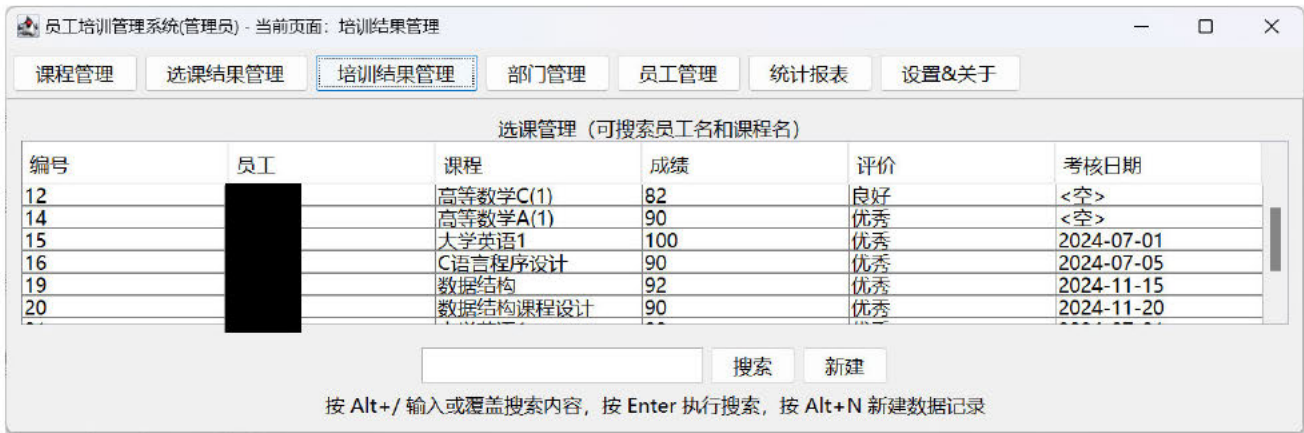 员工培训管理系统(管理员) - 当前页面：培训结果管理
课程管理 选课结果管理 培训结果管理 部门管理 员工管理 统计报表 设置&关于
选课管理（可搜索员工名和课程名）
编号 员工 课程 成绩 评价 考核日期
12 高等数学C(1) 82 良好 <空>
14 高等数学A(1) 90 优秀 <空>
15 大学英语1 100 优秀 2024-07-01
16 C语言程序设计 90 优秀 2024-07-05
19 数据结构 92 优秀 2024-11-15
20 数据结构课程设计 90 优秀 2024-11-20
搜索 新建
按 Alt+/ 输入或覆盖搜索内容，按 Enter 执行搜索，按 Alt+N 新建数据记录